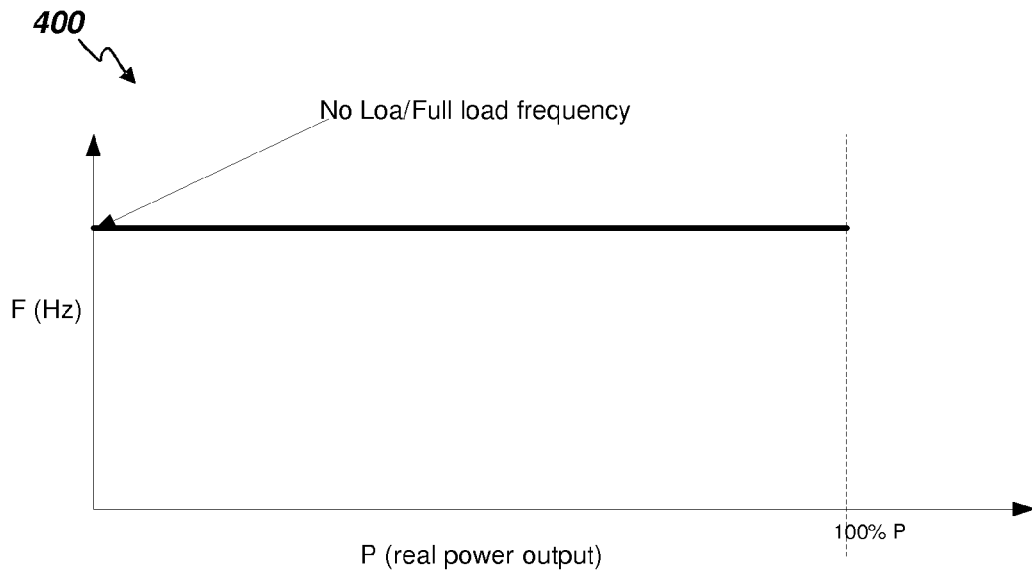 400
No Loa/Full load frequency
F (Hz)
100% P
P (real power output)